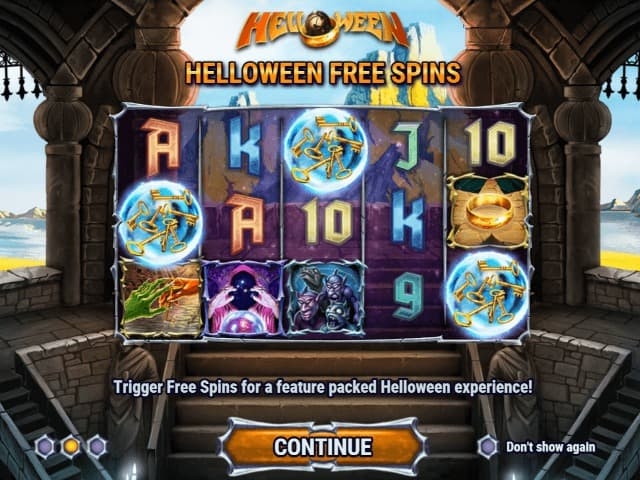 HELLOWEEN
HELLOWEEN FREE SPINS
A K J 10
A 10 K
9
Trigger Free Spins for a feature packed Helloween experience!
CONTINUE
Don't show again